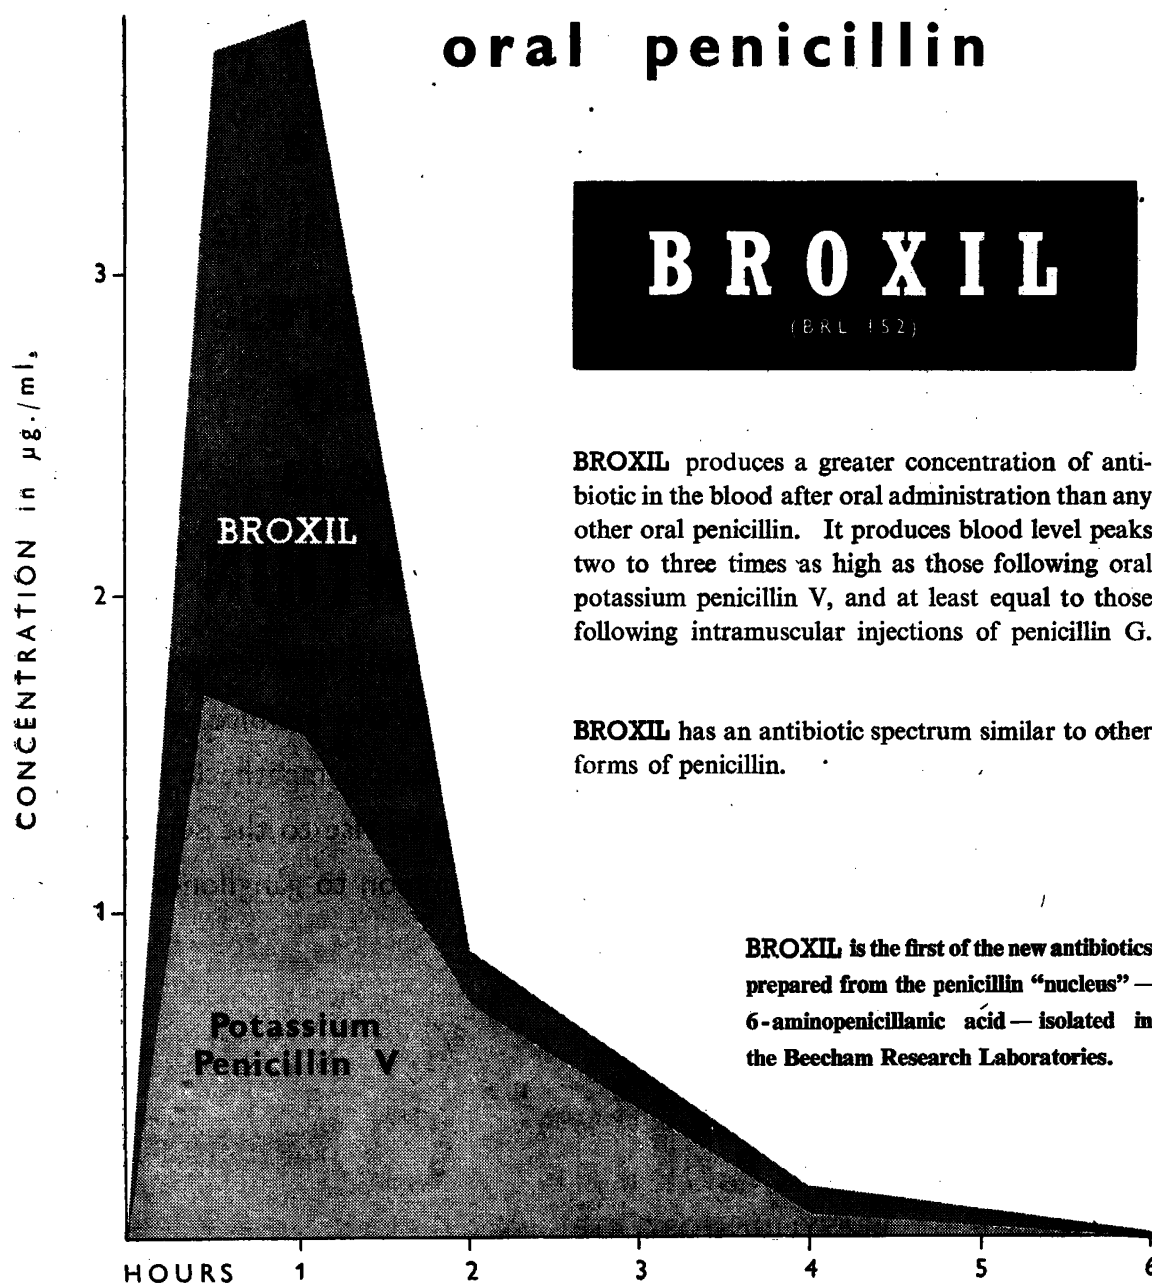 oral penicillin
BROXIL
(BRL 152)
3
2
1
CONCENTRATION in µg./ml.
BROXIL
Potassium
Penicillin V
BROXIL produces a greater concentration of anti-
biotic in the blood after oral administration than any
other oral penicillin. It produces blood level peaks
two to three times as high as those following oral
potassium penicillin V, and at least equal to those
following intramuscular injections of penicillin G.
BROXIL has an antibiotic spectrum similar to other
forms of penicillin.
BROXIL is the first of the new antibiotics
prepared from the penicillin “nucleus” —
6-aminopenicillanic acid — isolated in
the Beecham Research Laboratories.
HOURS 1 2 3 4 5 6